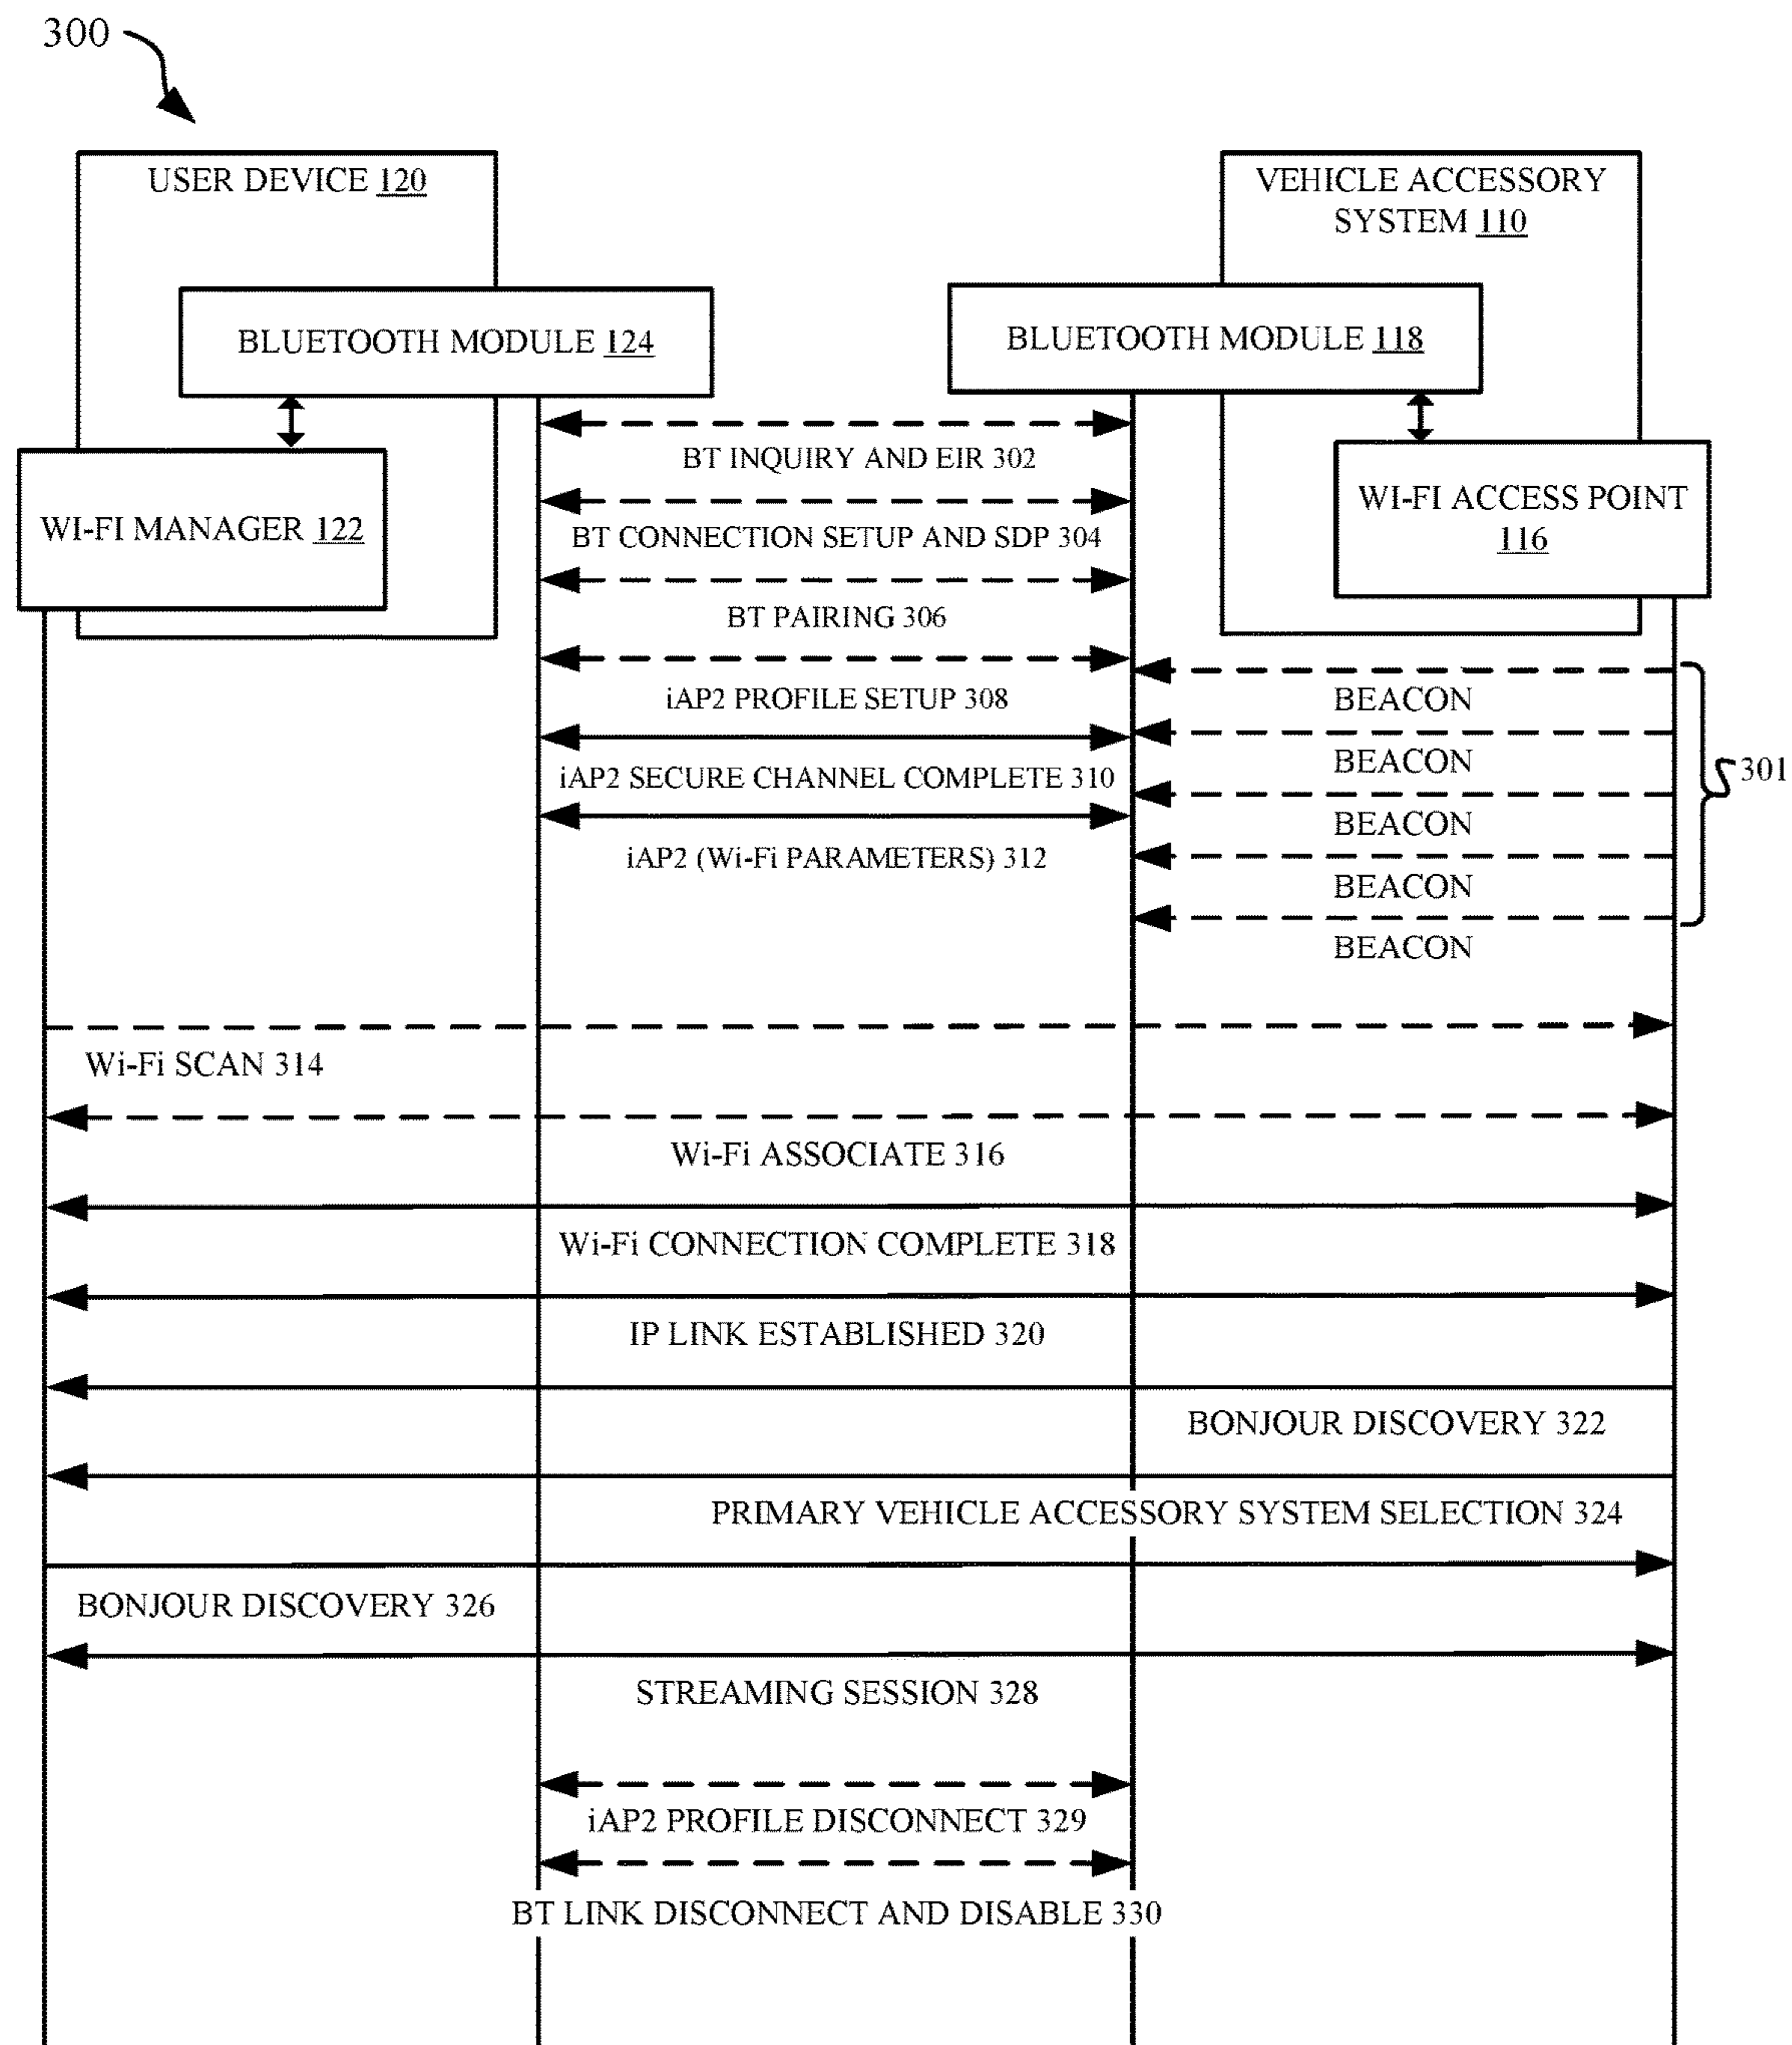 300
USER DEVICE 120
VEHICLE ACCESSORY
SYSTEM 110
BLUETOOTH MODULE 124
BLUETOOTH MODULE 118
WI-FI MANAGER 122
WI-FI ACCESS POINT
116
BT INQUIRY AND EIR 302
BT CONNECTION SETUP AND SDP 304
BT PAIRING 306
iAP2 PROFILE SETUP 308
iAP2 SECURE CHANNEL COMPLETE 310
iAP2 (Wi-Fi PARAMETERS) 312
BEACON
BEACON
BEACON
BEACON
BEACON
301
Wi-Fi SCAN 314
Wi-Fi ASSOCIATE 316
Wi-Fi CONNECTION COMPLETE 318
IP LINK ESTABLISHED 320
BONJOUR DISCOVERY 322
PRIMARY VEHICLE ACCESSORY SYSTEM SELECTION 324
BONJOUR DISCOVERY 326
STREAMING SESSION 328
iAP2 PROFILE DISCONNECT 329
BT LINK DISCONNECT AND DISABLE 330